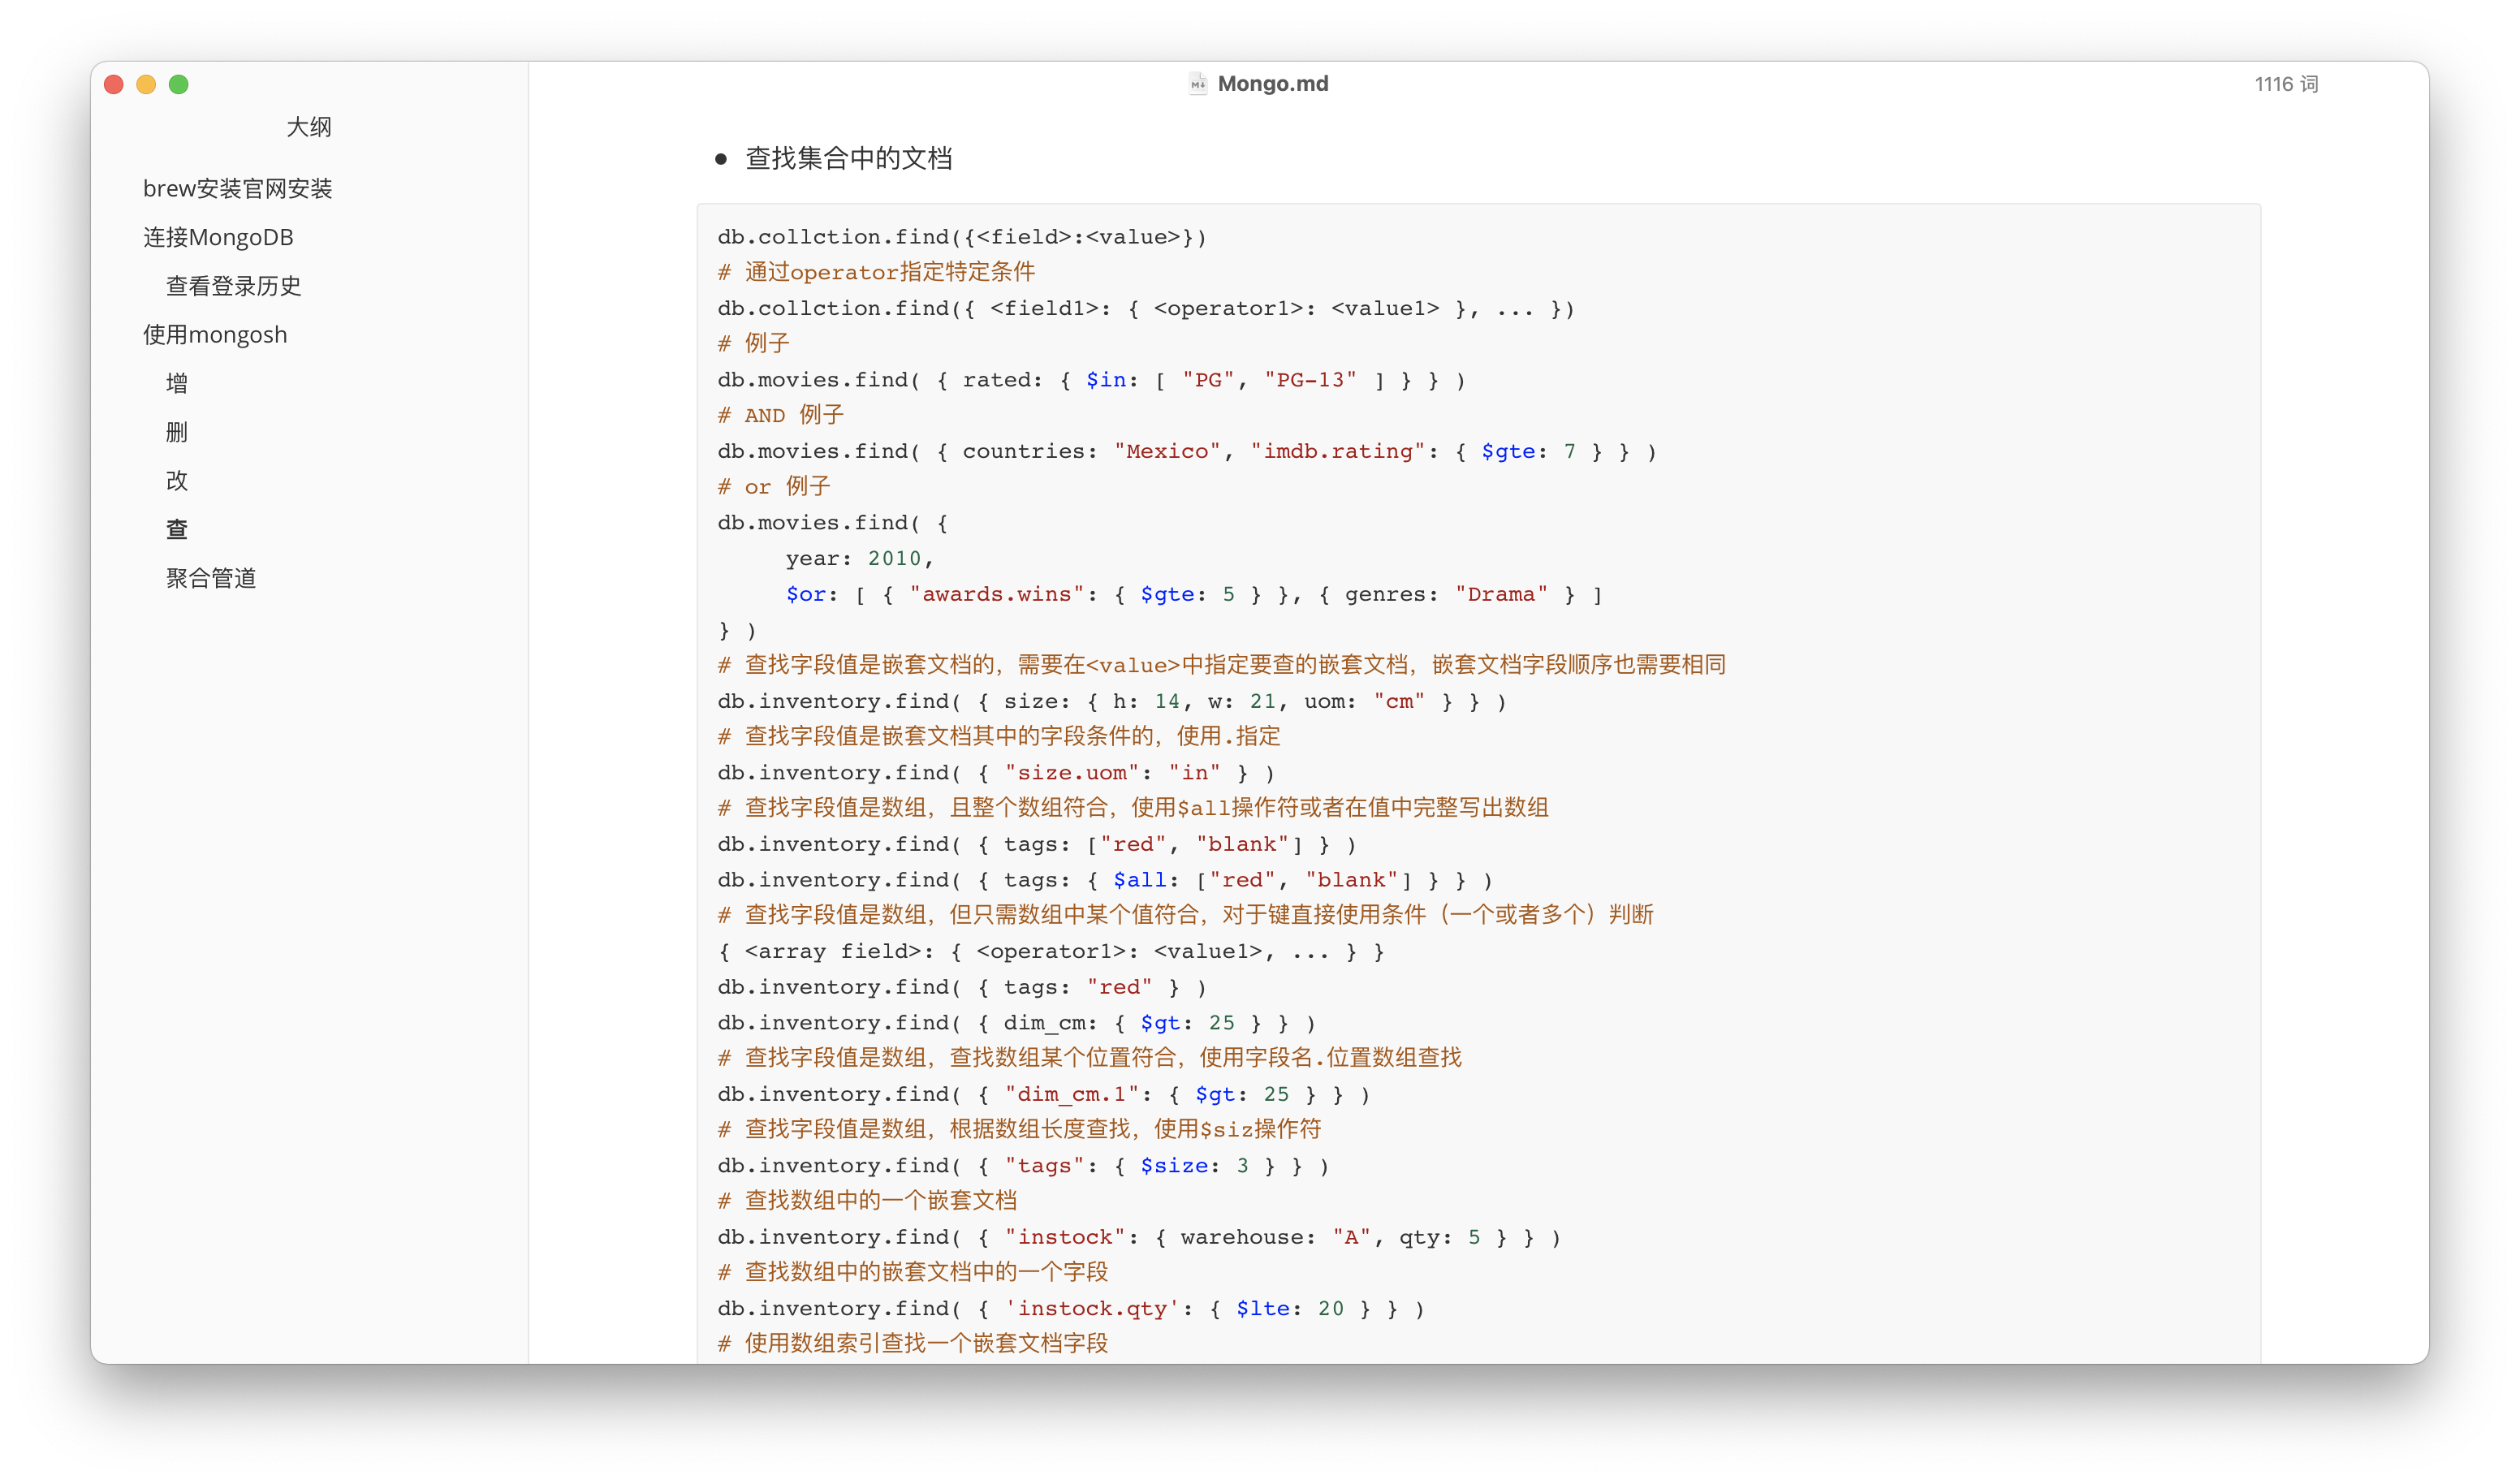 Mongo.md
1116 词
大纲
brew安装官网安装
连接MongoDB
查看登录历史
使用mongosh
增
删
改
查
聚合管道
查找集合中的文档
db.collction.find({<field>:<value>})
# 通过operator指定特定条件
db.collction.find({ <field1>: { <operator1>: <value1> }, ... })
# 例子
db.movies.find( { rated: { $in: [ "PG", "PG-13" ] } } )
# AND 例子
db.movies.find( { countries: "Mexico", "imdb.rating": { $gte: 7 } } )
# or 例子
db.movies.find( {
     year: 2010,
     $or: [ { "awards.wins": { $gte: 5 } }, { genres: "Drama" } ]
} )
# 查找字段值是嵌套文档的，需要在<value>中指定要查的嵌套文档，嵌套文档字段顺序也需要相同
db.inventory.find( { size: { h: 14, w: 21, uom: "cm" } } )
# 查找字段值是嵌套文档其中的字段条件的，使用.指定
db.inventory.find( { "size.uom": "in" } )
# 查找字段值是数组，且整个数组符合，使用$all操作符或者在值中完整写出数组
db.inventory.find( { tags: ["red", "blank"] } )
db.inventory.find( { tags: { $all: ["red", "blank"] } } )
# 查找字段值是数组，但只需数组中某个值符合，对于键直接使用条件（一个或者多个）判断
{ <array field>: { <operator1>: <value1>, ... } }
db.inventory.find( { tags: "red" } )
db.inventory.find( { dim_cm: { $gt: 25 } } )
# 查找字段值是数组，查找数组某个位置符合，使用字段名.位置数组查找
db.inventory.find( { "dim_cm.1": { $gt: 25 } } )
# 查找字段值是数组，根据数组长度查找，使用$siz操作符
db.inventory.find( { "tags": { $size: 3 } } )
# 查找数组中的一个嵌套文档
db.inventory.find( { "instock": { warehouse: "A", qty: 5 } } )
# 查找数组中的嵌套文档中的一个字段
db.inventory.find( { 'instock.qty': { $lte: 20 } } )
# 使用数组索引查找一个嵌套文档字段